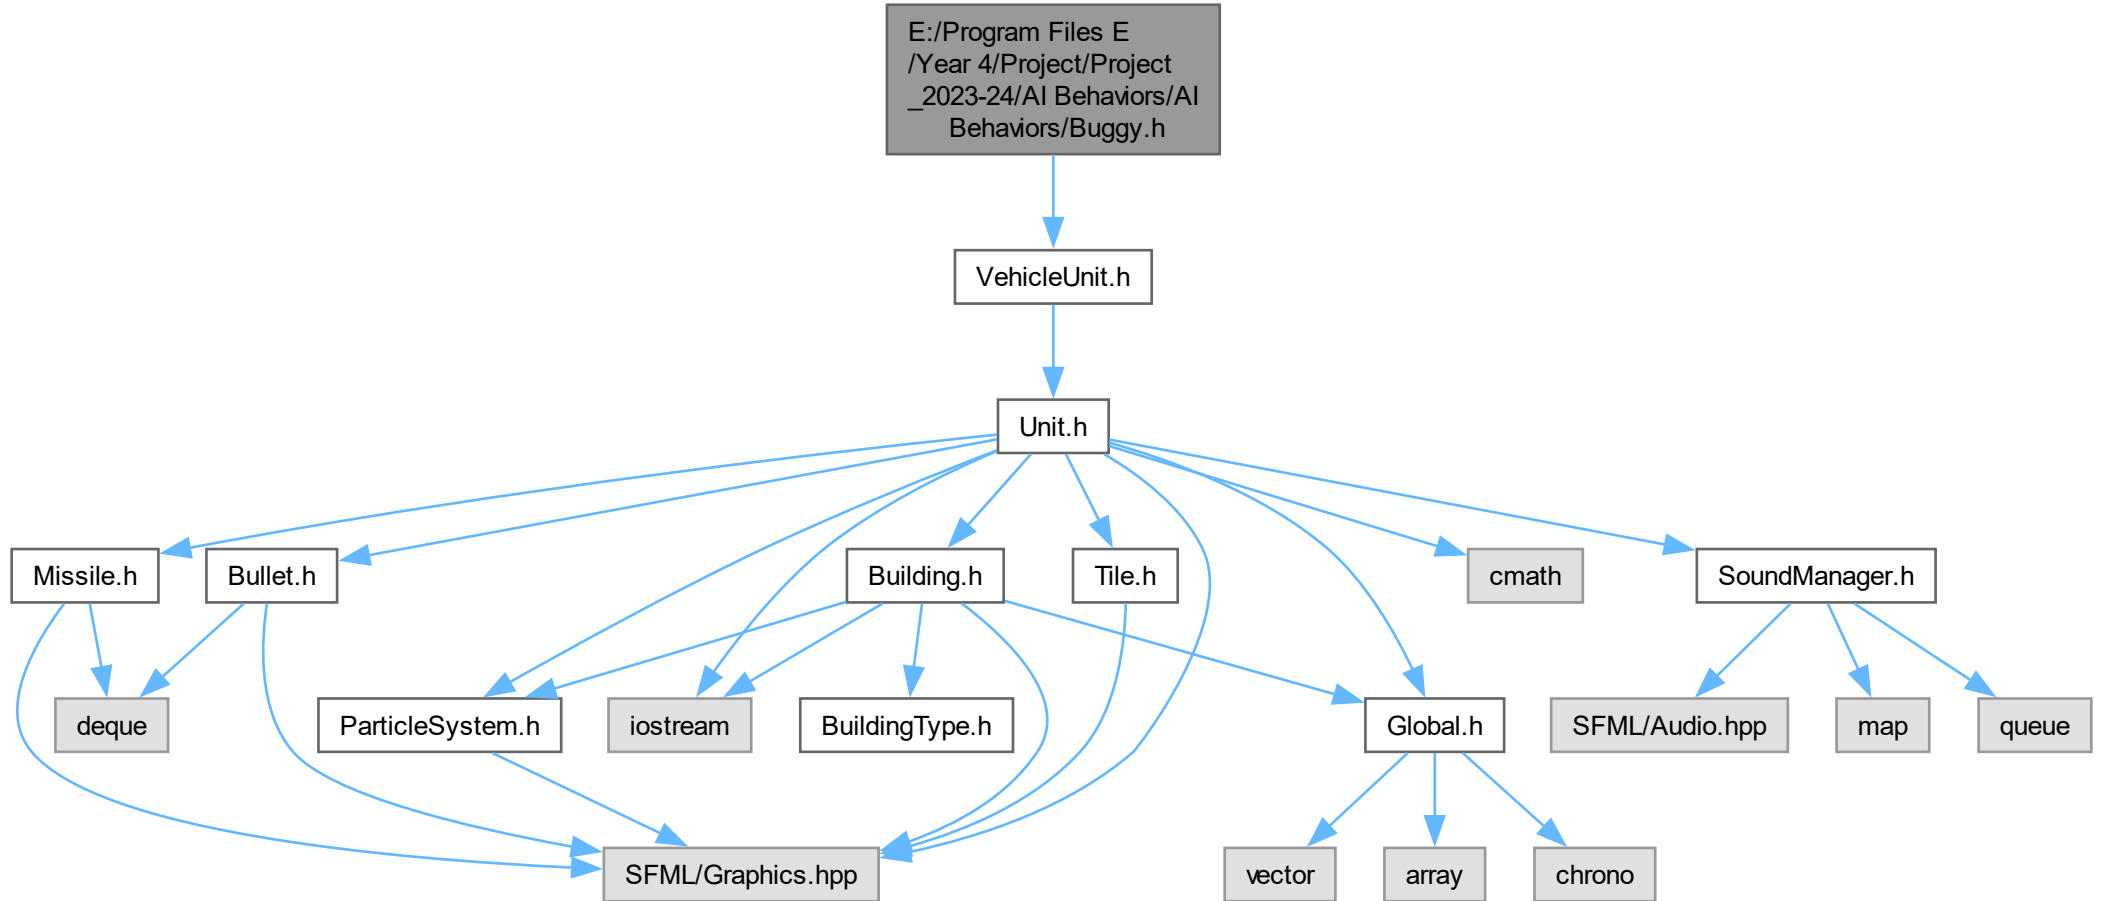 E:/Program Files E
/Year 4/Project/Project
_2023-24/AI Behaviors/AI
Behaviors/Buggy.h
VehicleUnit.h
Unit.h
Missile.h
Bullet.h
Building.h
Tile.h
cmath
SoundManager.h
deque
ParticleSystem.h
iostream
BuildingType.h
Global.h
SFML/Audio.hpp
map
queue
SFML/Graphics.hpp
vector
array
chrono